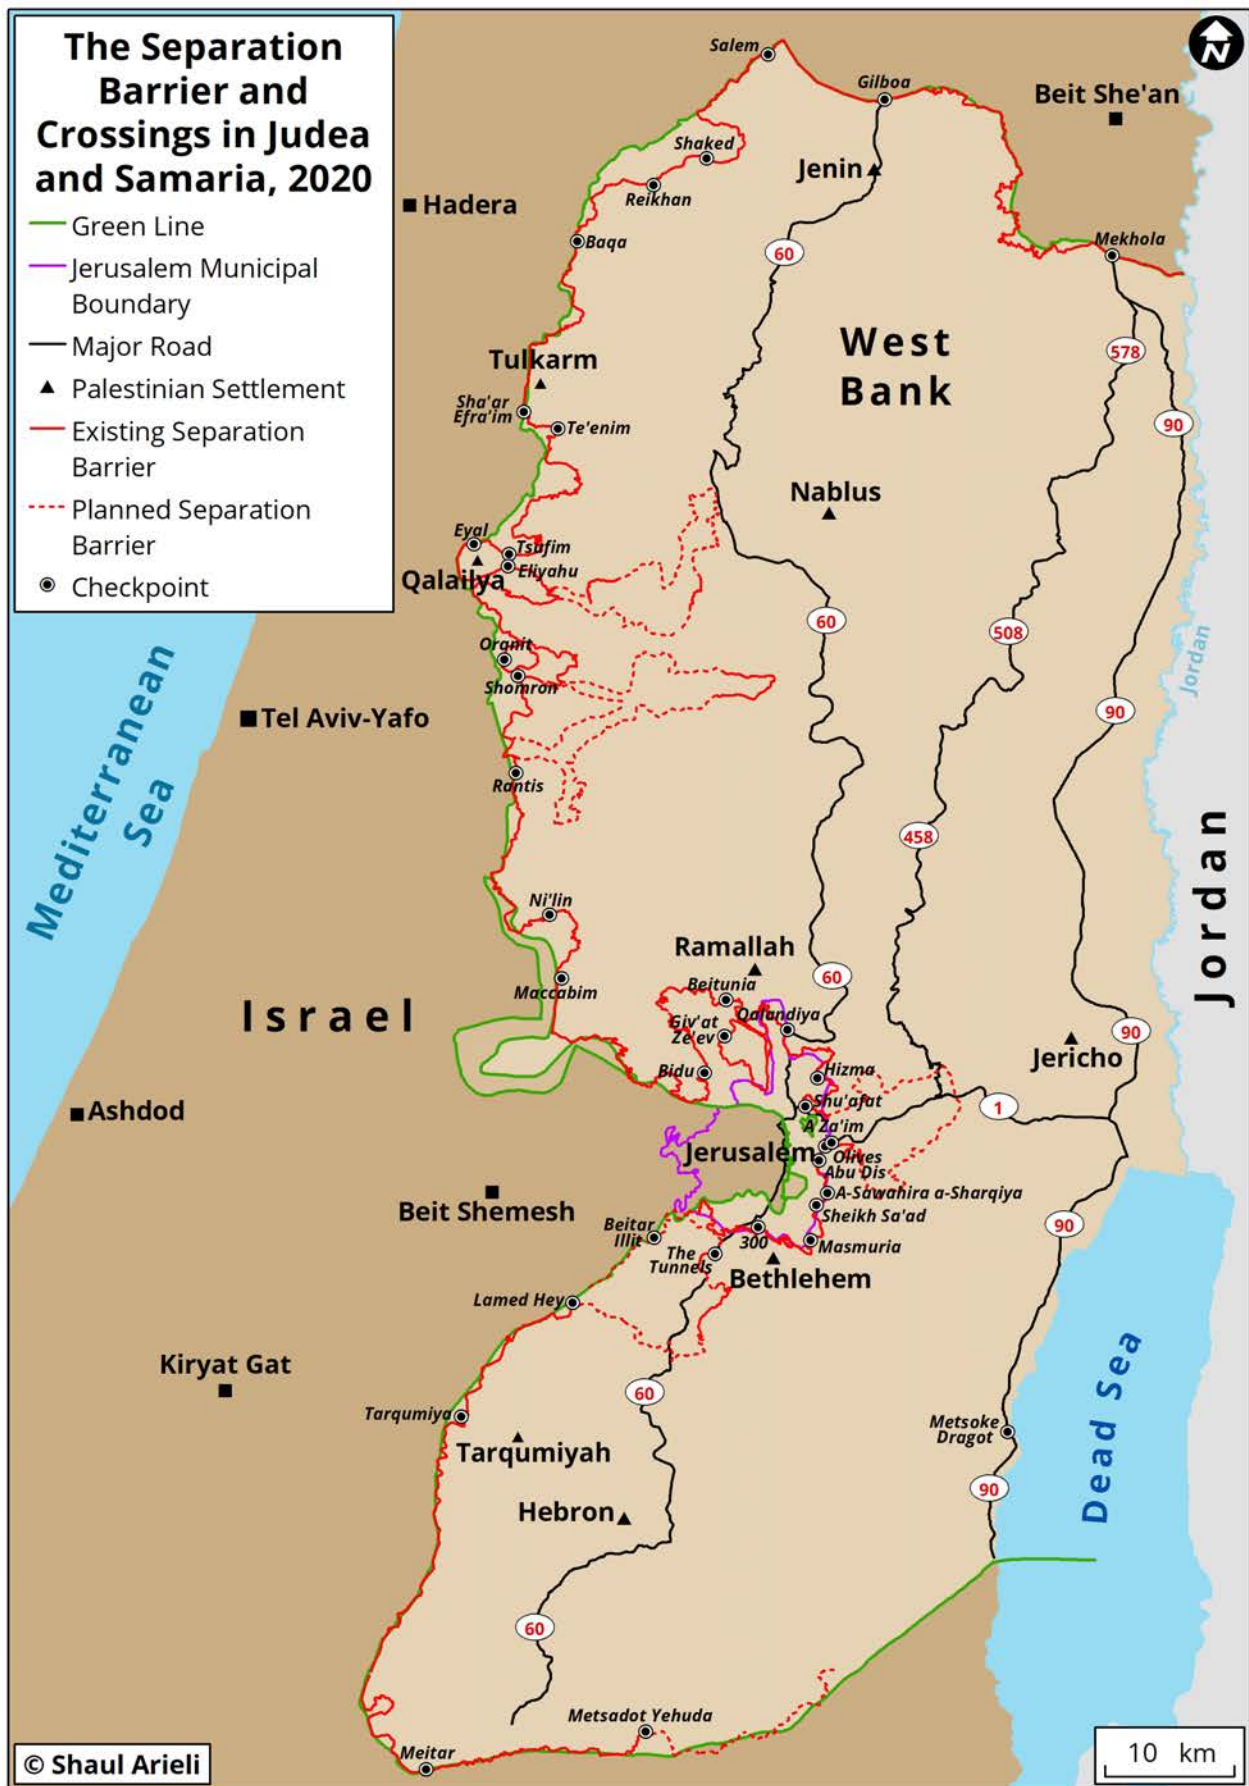 The Separation
Barrier and
Crossings in Judea
and Samaria, 2020
Green Line
Jerusalem Municipal
Boundary
Major Road
Palestinian Settlement
Existing Separation
Barrier
Planned Separation
Barrier
Checkpoint
N
Salem
Gilboa
Beit She'an
Shaked
Jenin
Reikhan
Hadera
Baqa
Mekhola
60
West
Bank
578
Tulkarm
Sha'ar
Efra'im
Te'enim
90
Nablus
Eyal
Tsufim
Eliyahu
Qalailya
60
508
Oranit
Shomron
Jordan
90
Mediterranean
Sea
Tel Aviv-Yafo
Rantis
458
Jordan
Ni'lin
Ramallah
Maccabim
Beitunia
60
Israel
Giv'at
Ze'ev
Qalandiya
90
Jericho
Bidu
Hizma
Ashdod
Shu'afat
1
A Za'im
Jerusalem
Olives
Abu Dis
A-Sawahira a-Sharqiya
Beit Shemesh
Sheikh Sa'ad
Beitar
Illit
300
Masmuria
90
The
Tunnels
Bethlehem
Lamed Hey
Kiryat Gat
60
Dead Sea
Tarqumiya
Metsoke
Dragot
Tarqumiyah
90
Hebron
60
Metsadot Yehuda
Meitar
© Shaul Arieli
10 km